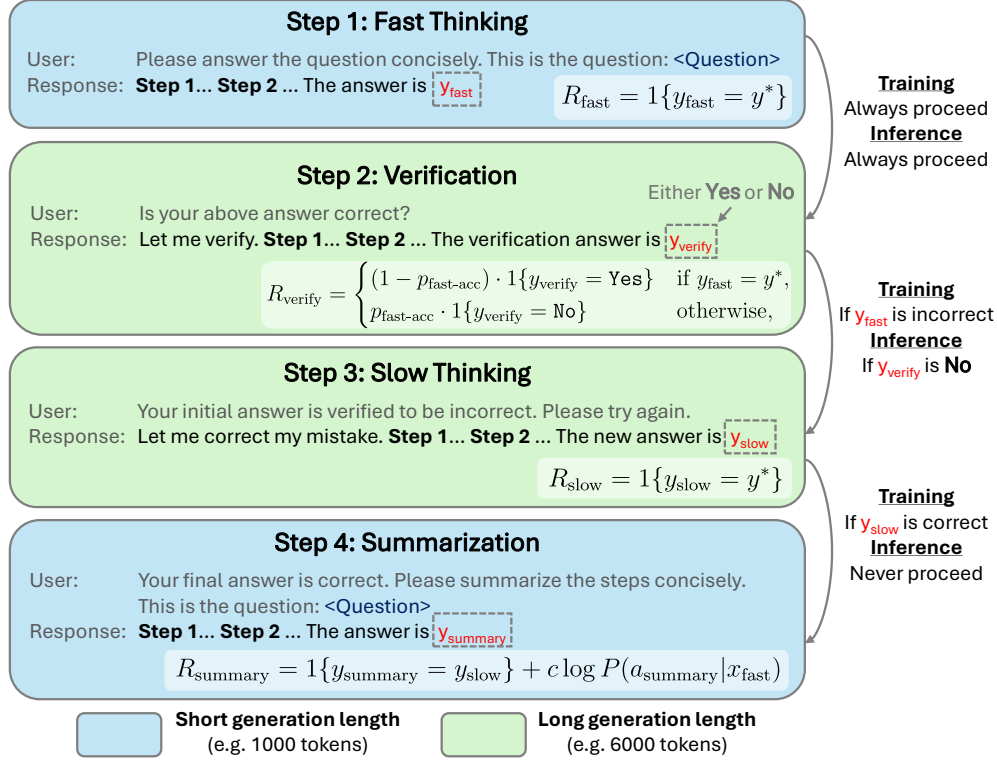 Step 1: Fast Thinking
User: Please answer the question concisely. This is the question: <Question>
Response: Step 1... Step 2 ... The answer is y_fast
R_fast = 1{y_fast = y*}
Training
Always proceed
Inference
Always proceed
Step 2: Verification
Either Yes or No
User: Is your above answer correct?
Response: Let me verify. Step 1... Step 2 ... The verification answer is y_verify
R_verify = { (1 − p_fast-acc) · 1{y_verify = Yes} if y_fast = y*,
p_fast-acc · 1{y_verify = No} otherwise,
Training
If y_fast is incorrect
Inference
If y_verify is No
Step 3: Slow Thinking
User: Your initial answer is verified to be incorrect. Please try again.
Response: Let me correct my mistake. Step 1... Step 2 ... The new answer is y_slow
R_slow = 1{y_slow = y*}
Training
If y_slow is correct
Inference
Never proceed
Step 4: Summarization
User: Your final answer is correct. Please summarize the steps concisely.
This is the question: <Question>
Response: Step 1... Step 2 ... The answer is y_summary
R_summary = 1{y_summary = y_slow} + c log P(a_summary|x_fast)
Short generation length
(e.g. 1000 tokens)
Long generation length
(e.g. 6000 tokens)